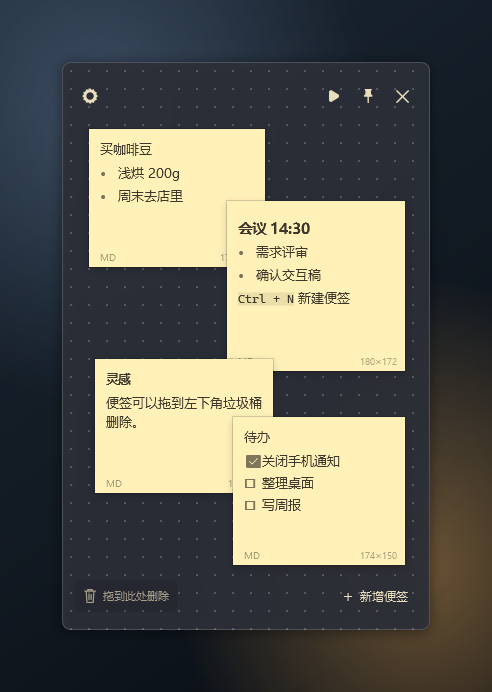 买咖啡豆
• 浅烘 200g
• 周末去店里
MD
会议 14:30
• 需求评审
• 确认交互稿
Ctrl + N 新建便签
180×172
灵感
便签可以拖到左下角垃圾桶
删除。
MD
待办
关闭手机通知
整理桌面
写周报
MD
174×150
拖到此处删除
+ 新增便签